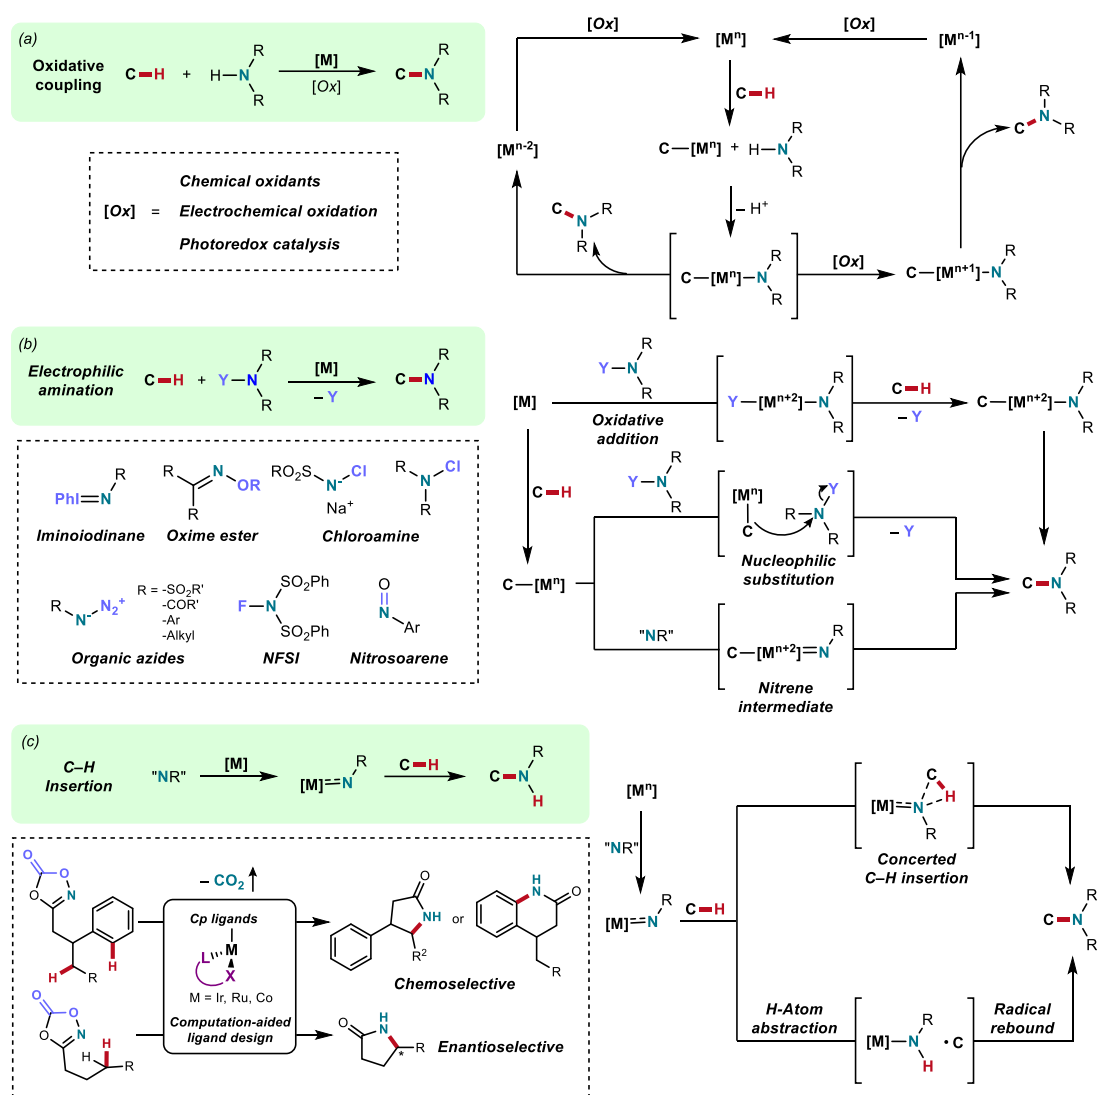 (a)
Oxidative
coupling
C–H + H–N R R
[M]
[Ox]
C–N R R
[Ox] =
Chemical oxidants
Electrochemical oxidation
Photoredox catalysis
[Ox] [Mⁿ] [Ox] [Mⁿ⁻¹]
C–H
[Mⁿ⁻²]
C–[Mⁿ] + H–N R R
– H⁺
C–N R R
C–N R R
C–[Mⁿ]–N R R
[Ox]
C–[Mⁿ⁺¹]–N R R
(b)
Electrophilic
amination
C–H + Y–N R R
[M]
– Y
C–N R R
PhI=N R
Iminoiodinane
R R N OR
Oxime ester
RO₂S N⁻ Cl
Na⁺
R N Cl R
Chloroamine
R N⁻ N₂⁺
R = -SO₂R'
-COR'
-Ar
-Alkyl
Organic azides
F–N SO₂Ph SO₂Ph
NFSI
O N Ar
Nitrosoarene
[M]
Y–N R R
Oxidative
addition
Y–[Mⁿ⁺²]–N R R
C–H
– Y
C–[Mⁿ⁺²]–N R R
C–H
C–[Mⁿ]
Y–N R R
[Mⁿ] C R–N Y R
Nucleophilic
substitution
– Y
C–N R R
"NR"
C–[Mⁿ⁺²]=N R
Nitrene
intermediate
(c)
C–H
Insertion
"NR"
[M]
[M]=N R
C–H
C–N R H
O O O N
H H R
– CO₂
Cp ligands
L M X
M = Ir, Ru, Co
Computation-aided
ligand design
O NH R²
or
H N O R
Chemoselective
O O O N
H H R
O H N * R
Enantioselective
[Mⁿ]
"NR"
[M]=N R
C–H
[M]=N R C H
Concerted
C–H insertion
H-Atom
abstraction
[M]–N R H · C
Radical
rebound
C–N R R